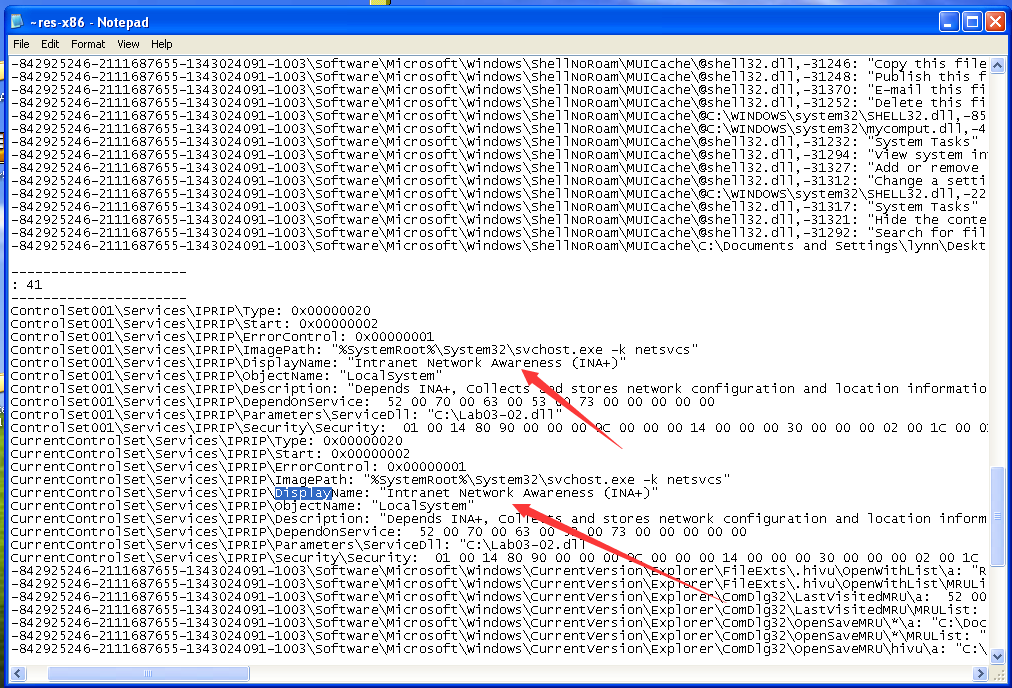 ~res-x86 - Notepad
File Edit Format View Help
-842925246-2111687655-1343024091-1003\Software\Microsoft\Windows\ShellNoRoam\MUICache\@shell32.dll,-31246: "Copy this file
-842925246-2111687655-1343024091-1003\Software\Microsoft\Windows\ShellNoRoam\MUICache\@shell32.dll,-31248: "Publish this f
-842925246-2111687655-1343024091-1003\Software\Microsoft\Windows\ShellNoRoam\MUICache\@shell32.dll,-31370: "E-mail this fi
-842925246-2111687655-1343024091-1003\Software\Microsoft\Windows\ShellNoRoam\MUICache\@shell32.dll,-31252: "Delete this fi
-842925246-2111687655-1343024091-1003\Software\Microsoft\Windows\ShellNoRoam\MUICache\@C:\WINDOWS\system32\SHELL32.dll,-85
-842925246-2111687655-1343024091-1003\Software\Microsoft\Windows\ShellNoRoam\MUICache\@C:\WINDOWS\system32\mycomput.dll,-4
-842925246-2111687655-1343024091-1003\Software\Microsoft\Windows\ShellNoRoam\MUICache\@shell32.dll,-31232: "System Tasks"
-842925246-2111687655-1343024091-1003\Software\Microsoft\Windows\ShellNoRoam\MUICache\@shell32.dll,-31294: "View system in
-842925246-2111687655-1343024091-1003\Software\Microsoft\Windows\ShellNoRoam\MUICache\@shell32.dll,-31327: "Add or remove
-842925246-2111687655-1343024091-1003\Software\Microsoft\Windows\ShellNoRoam\MUICache\@shell32.dll,-31312: "Change a setti
-842925246-2111687655-1343024091-1003\Software\Microsoft\Windows\ShellNoRoam\MUICache\@C:\WINDOWS\system32\SHELL32.dll,-22
-842925246-2111687655-1343024091-1003\Software\Microsoft\Windows\ShellNoRoam\MUICache\@shell32.dll,-31317: "System Tasks"
-842925246-2111687655-1343024091-1003\Software\Microsoft\Windows\ShellNoRoam\MUICache\@shell32.dll,-31321: "Hide the conte
-842925246-2111687655-1343024091-1003\Software\Microsoft\Windows\ShellNoRoam\MUICache\@shell32.dll,-31292: "Search for fil
-842925246-2111687655-1343024091-1003\Software\Microsoft\Windows\ShellNoRoam\MUICache\C:\Documents and Settings\lynn\Deskt
----------------------
: 41
----------------------
ControlSet001\Services\IPRIP\Type: 0x00000020
ControlSet001\Services\IPRIP\Start: 0x00000002
ControlSet001\Services\IPRIP\ErrorControl: 0x00000001
ControlSet001\Services\IPRIP\ImagePath: "%SystemRoot%\System32\svchost.exe -k netsvcs"
ControlSet001\Services\IPRIP\DisplayName: "Intranet Network Awareness (INA+)"
ControlSet001\Services\IPRIP\ObjectName: "LocalSystem"
ControlSet001\Services\IPRIP\Description: "Depends INA+, Collects and stores network configuration and location informatio
ControlSet001\Services\IPRIP\DependOnService: 52 00 70 00 63 00 53 00 73 00 00 00 00 00
ControlSet001\Services\IPRIP\Parameters\ServiceDll: "C:\Lab03-02.dll"
ControlSet001\Services\IPRIP\Security\Security: 01 00 14 80 90 00 00 00 9C 00 00 00 14 00 00 00 30 00 00 00 02 00 1C 00
CurrentControlSet\Services\IPRIP\Type: 0x00000020
CurrentControlSet\Services\IPRIP\Start: 0x00000002
CurrentControlSet\Services\IPRIP\ErrorControl: 0x00000001
CurrentControlSet\Services\IPRIP\ImagePath: "%SystemRoot%\System32\svchost.exe -k netsvcs"
CurrentControlSet\Services\IPRIP\DisplayName: "Intranet Network Awareness (INA+)"
CurrentControlSet\Services\IPRIP\ObjectName: "LocalSystem"
CurrentControlSet\Services\IPRIP\Description: "Depends INA+, Collects and stores network configuration and location inform
CurrentControlSet\Services\IPRIP\DependOnService: 52 00 70 00 63 00 53 00 73 00 00 00 00 00
CurrentControlSet\Services\IPRIP\Parameters\ServiceDll: "C:\Lab03-02.dll
CurrentControlSet\Services\IPRIP\Security\Security: 01 00 14 80 90 00 00 00 9C 00 00 00 14 00 00 00 30 00 00 00 02 00 1C
-842925246-2111687655-1343024091-1003\Software\Microsoft\Windows\CurrentVersion\Explorer\FileExts\.hivu\OpenWithList\a: "R
-842925246-2111687655-1343024091-1003\Software\Microsoft\Windows\CurrentVersion\Explorer\FileExts\.hivu\OpenWithList\MRULi
-842925246-2111687655-1343024091-1003\Software\Microsoft\Windows\CurrentVersion\Explorer\ComDlg32\LastVisitedMRU\a: 52 00
-842925246-2111687655-1343024091-1003\Software\Microsoft\Windows\CurrentVersion\Explorer\ComDlg32\LastVisitedMRU\MRUList:
-842925246-2111687655-1343024091-1003\Software\Microsoft\Windows\CurrentVersion\Explorer\ComDlg32\OpenSaveMRU\*\a: "C:\Doc
-842925246-2111687655-1343024091-1003\Software\Microsoft\Windows\CurrentVersion\Explorer\ComDlg32\OpenSaveMRU\*\MRUList: "
-842925246-2111687655-1343024091-1003\Software\Microsoft\Windows\CurrentVersion\Explorer\ComDlg32\OpenSaveMRU\hivu\a: "C:\